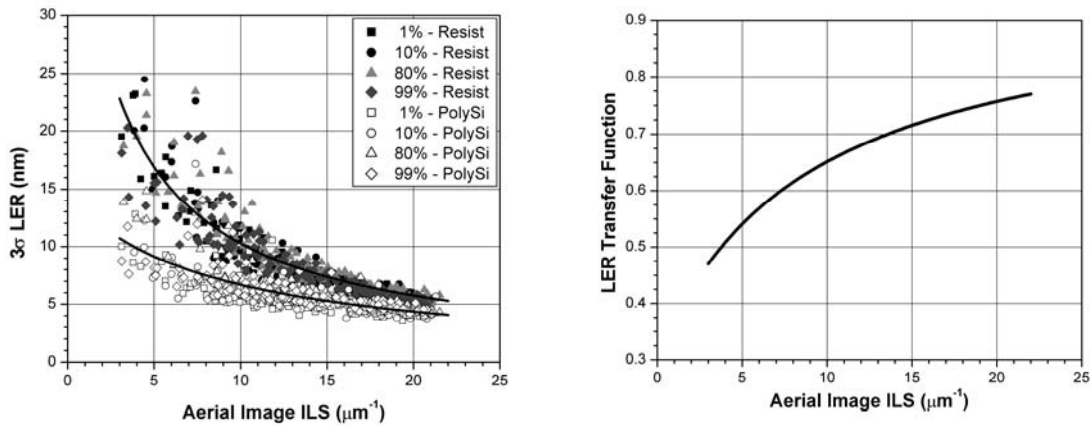 30
25
20
15
10
5
0
3σ LER (nm)
1% - Resist
10% - Resist
80% - Resist
99% - Resist
1% - PolySi
10% - PolySi
80% - PolySi
99% - PolySi
0 5 10 15 20 25
Aerial Image ILS (μm⁻¹)
0.9
0.8
0.7
0.6
0.5
0.4
0.3
LER Transfer Function
0 5 10 15 20 25
Aerial Image ILS (μm⁻¹)